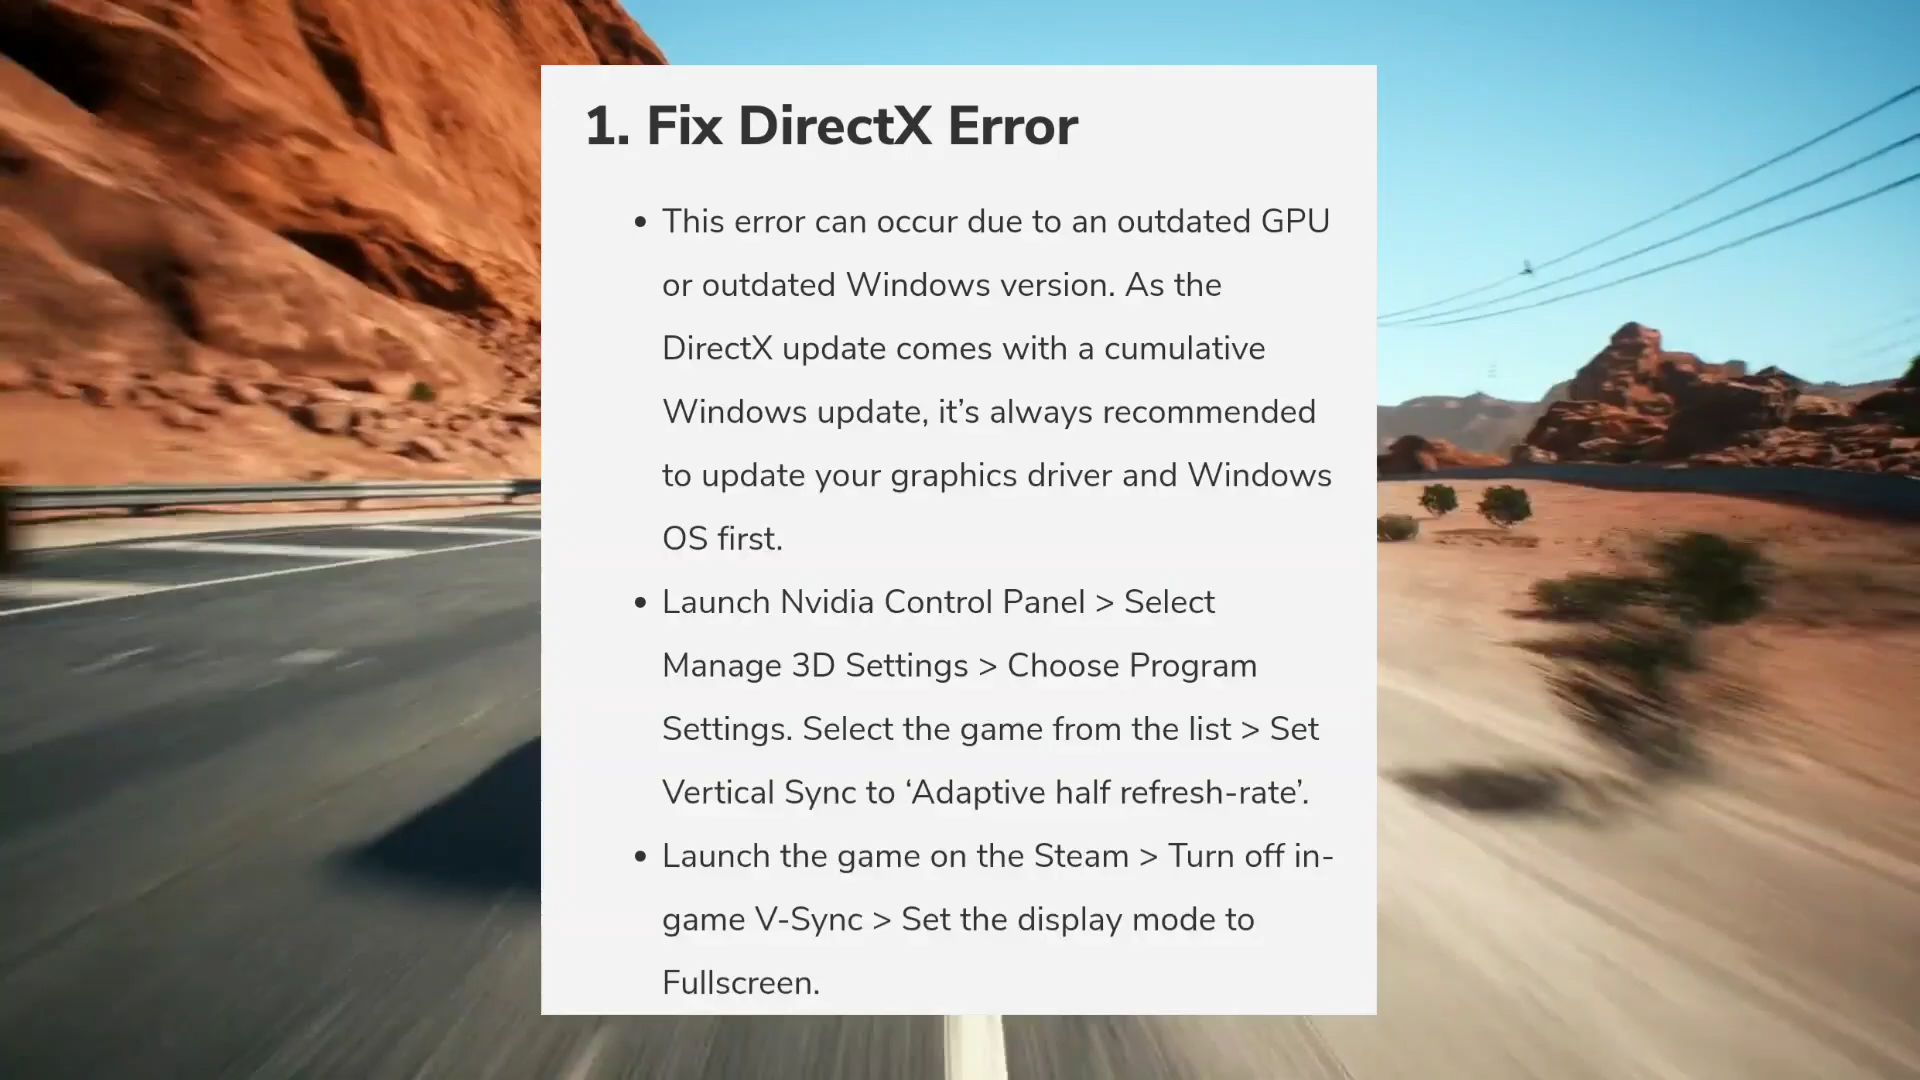 1. Fix DirectX Error
• This error can occur due to an outdated GPU
or outdated Windows version. As the
DirectX update comes with a cumulative
Windows update, it’s always recommended
to update your graphics driver and Windows
OS first.
• Launch Nvidia Control Panel > Select
Manage 3D Settings > Choose Program
Settings. Select the game from the list > Set
Vertical Sync to ‘Adaptive half refresh-rate’.
• Launch the game on the Steam > Turn off in-
game V-Sync > Set the display mode to
Fullscreen.